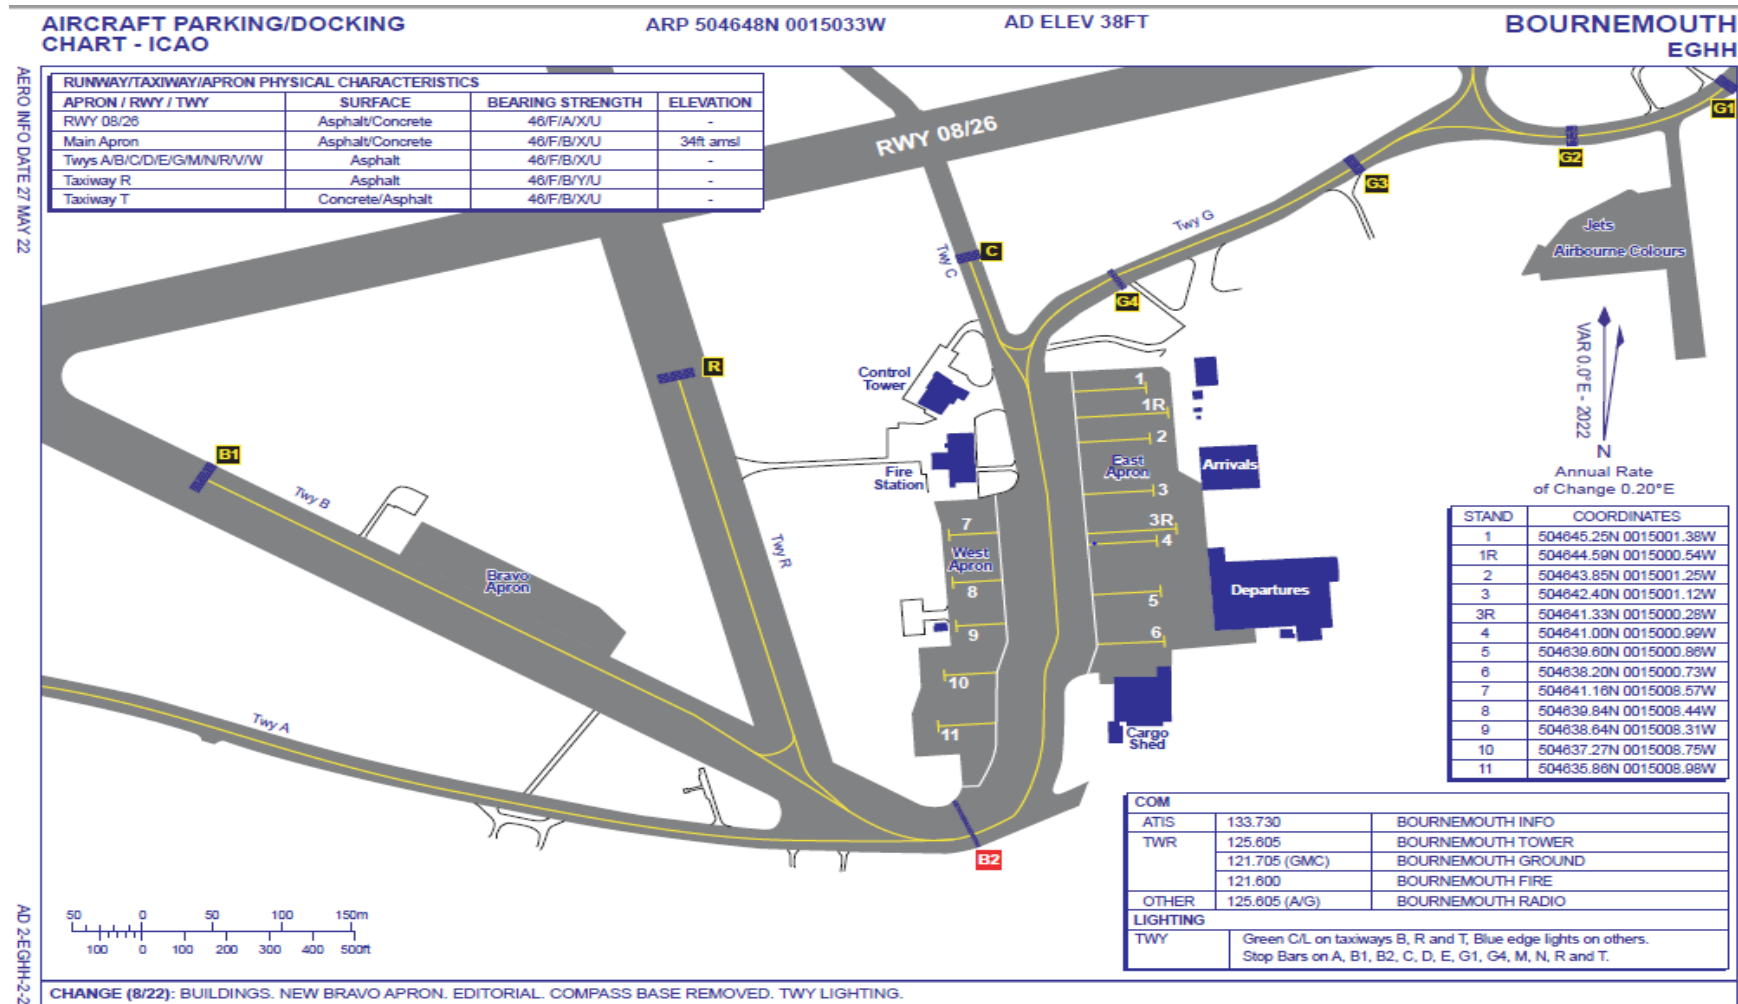 AIRCRAFT PARKING/DOCKING
CHART - ICAO
ARP 504648N 0015033W
AD ELEV 38FT
BOURNEMOUTH
EGHH
AERO INFO DATE 27 MAY 22
RUNWAY/TAXIWAY/APRON PHYSICAL CHARACTERISTICS
APRON / RWY / TWY SURFACE BEARING STRENGTH ELEVATION
RWY 08/26 Asphalt/Concrete 46/F/A/X/U -
Main Apron Asphalt/Concrete 46/F/B/X/U 34ft amsl
Twys A/B/C/D/E/G/M/N/R/V/W Asphalt 46/F/B/X/U -
Taxiway R Asphalt 46/F/B/Y/U -
Taxiway T Concrete/Asphalt 46/F/B/X/U -
RWY 08/26
G1
G2
G3
Twy G
Jets
Airbourne Colours
C
Twy C
G4
R
Control
Tower
1
1R
2
East
Apron
3
3R
4
5
6
Arrivals
Fire
Station
B1
Twy B
Twy R
Bravo
Apron
7
West
Apron
8
9
10
11
Departures
Cargo
Shed
Twy A
B2
VAR 0.0°E - 2022
N
Annual Rate
of Change 0.20°E
STAND COORDINATES
1 504645.25N 0015001.38W
1R 504644.59N 0015000.54W
2 504643.85N 0015001.25W
3 504642.40N 0015001.12W
3R 504641.33N 0015000.28W
4 504641.00N 0015000.99W
5 504639.60N 0015000.86W
6 504638.20N 0015000.73W
7 504641.16N 0015008.57W
8 504639.84N 0015008.44W
9 504638.64N 0015008.31W
10 504637.27N 0015008.75W
11 504635.86N 0015008.98W
COM
ATIS 133.730 BOURNEMOUTH INFO
TWR 125.605 BOURNEMOUTH TOWER
121.705 (GMC) BOURNEMOUTH GROUND
121.600 BOURNEMOUTH FIRE
OTHER 125.605 (A/G) BOURNEMOUTH RADIO
LIGHTING
TWY Green C/L on taxiways B, R and T, Blue edge lights on others.
Stop Bars on A, B1, B2, C, D, E, G1, G4, M, N, R and T.
50 0 50 100 150m
100 0 100 200 300 400 500ft
AD 2-EGHH-2-2
CHANGE (8/22): BUILDINGS. NEW BRAVO APRON. EDITORIAL. COMPASS BASE REMOVED. TWY LIGHTING.